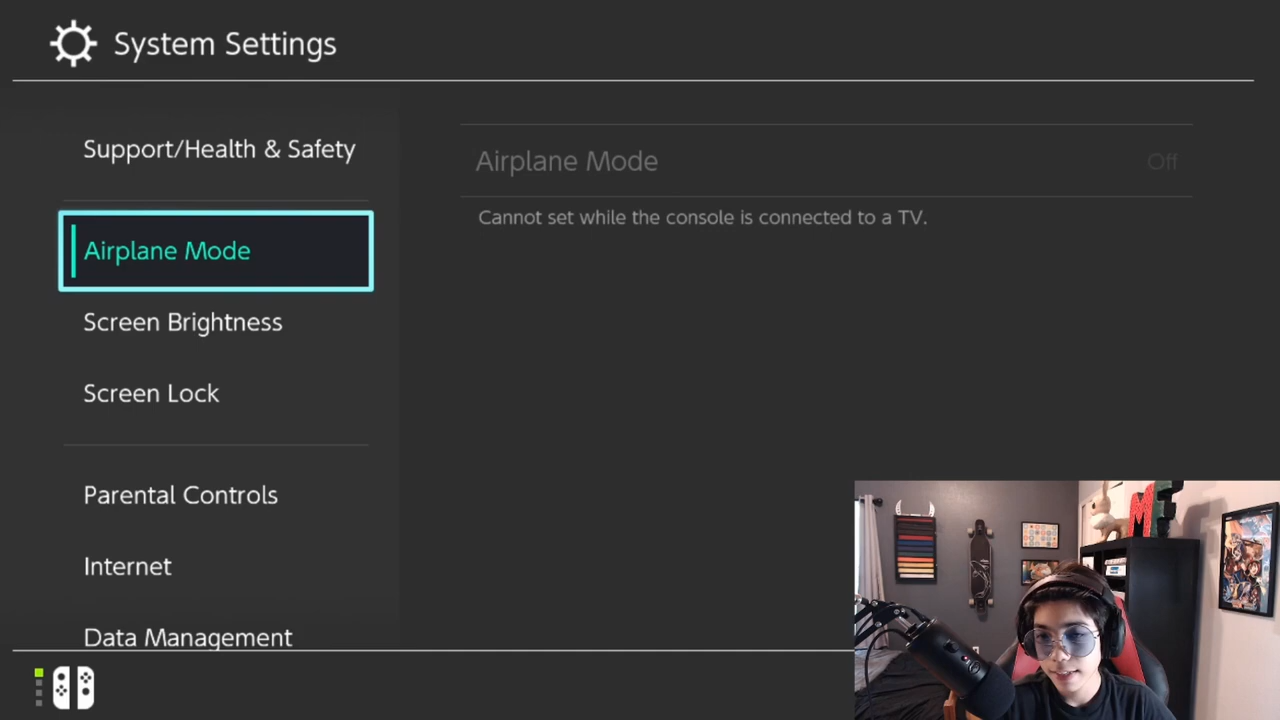 System Settings
Support/Health & Safety
Airplane Mode
Screen Brightness
Screen Lock
Parental Controls
Internet
Data Management
Airplane Mode Off
Cannot set while the console is connected to a TV.
ME